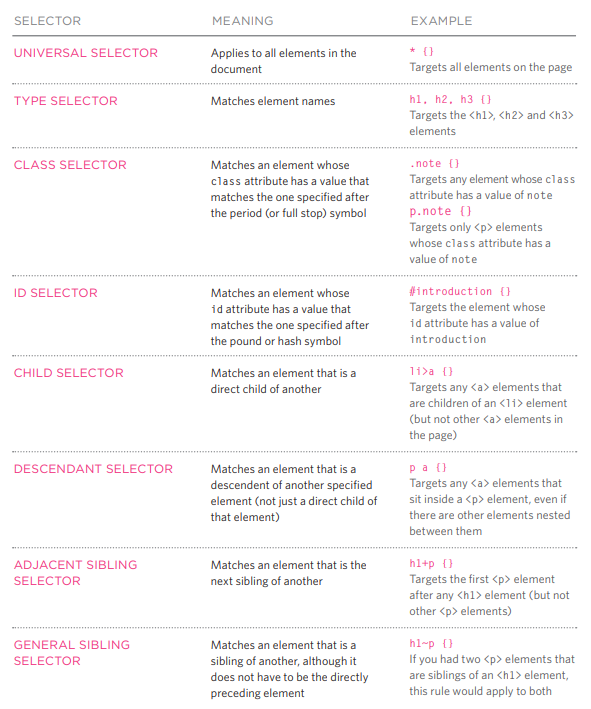 SELECTOR MEANING EXAMPLE
UNIVERSAL SELECTOR
Applies to all elements in the
document
* {}
Targets all elements on the page
TYPE SELECTOR
Matches element names
h1, h2, h3 {}
Targets the <h1>, <h2> and <h3>
elements
CLASS SELECTOR
Matches an element whose
class attribute has a value that
matches the one specified after
the period (or full stop) symbol
.note {}
Targets any element whose class
attribute has a value of note
p.note {}
Targets only <p> elements
whose class attribute has a
value of note
ID SELECTOR
Matches an element whose
id attribute has a value that
matches the one specified after
the pound or hash symbol
#introduction {}
Targets the element whose
id attribute has a value of
introduction
CHILD SELECTOR
Matches an element that is a
direct child of another
li>a {}
Targets any <a> elements that
are children of an <li> element
(but not other <a> elements in
the page)
DESCENDANT SELECTOR
Matches an element that is a
descendent of another specified
element (not just a direct child of
that element)
p a {}
Targets any <a> elements that
sit inside a <p> element, even if
there are other elements nested
between them
ADJACENT SIBLING
SELECTOR
Matches an element that is the
next sibling of another
h1+p {}
Targets the first <p> element
after any <h1> element (but not
other <p> elements)
GENERAL SIBLING
SELECTOR
Matches an element that is a
sibling of another, although it
does not have to be the directly
preceding element
h1~p {}
If you had two <p> elements that
are siblings of an <h1> element,
this rule would apply to both